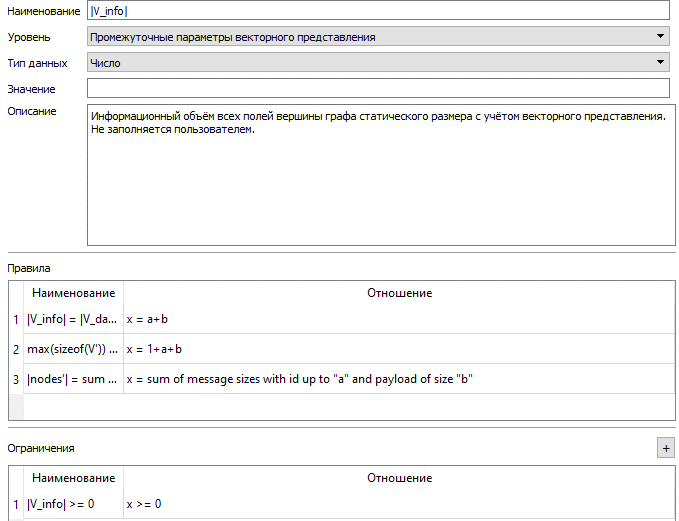 Наименование |V_info|
Уровень Промежуточные параметры векторного представления
Тип данных Число
Значение
Описание
Информационный объём всех полей вершины графа статического размера с учётом векторного представления.
Не заполняется пользователем.
Правила
Наименование Отношение
1 |V_info| = |V_da... x = a+b
2 max(sizeof(V')) ... x = 1+a+b
3 |nodes'| = sum ... x = sum of message sizes with id up to "a" and payload of size "b"
Ограничения +
Наименование Отношение
1 |V_info| >= 0 x >= 0